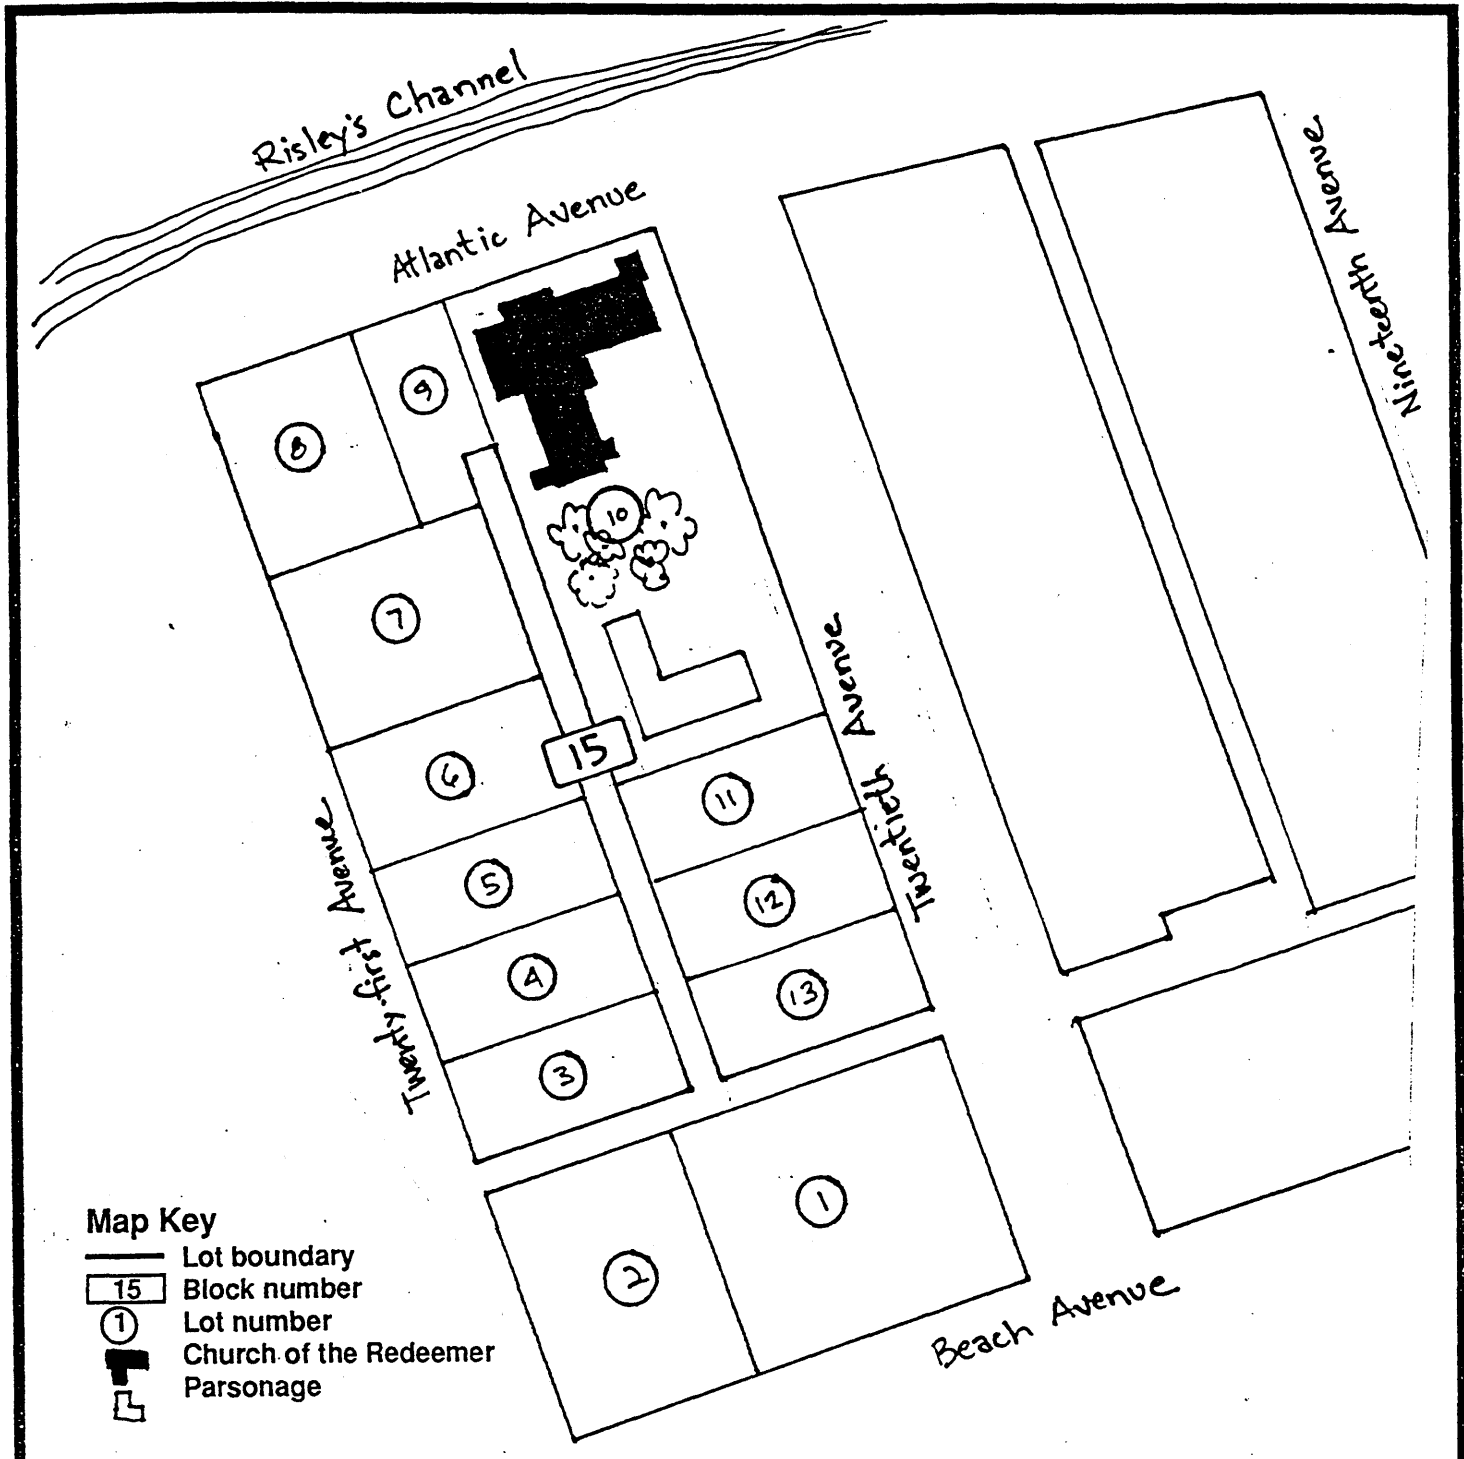 Risley's Channel
Atlantic Avenue
Nineteenth Avenue
9
8
10
7
Twentieth Avenue
15
6
11
5
12
Twenty-first Avenue
4
13
3
1
2
Beach Avenue
Map Key
Lot boundary
15 Block number
1 Lot number
Church of the Redeemer
Parsonage